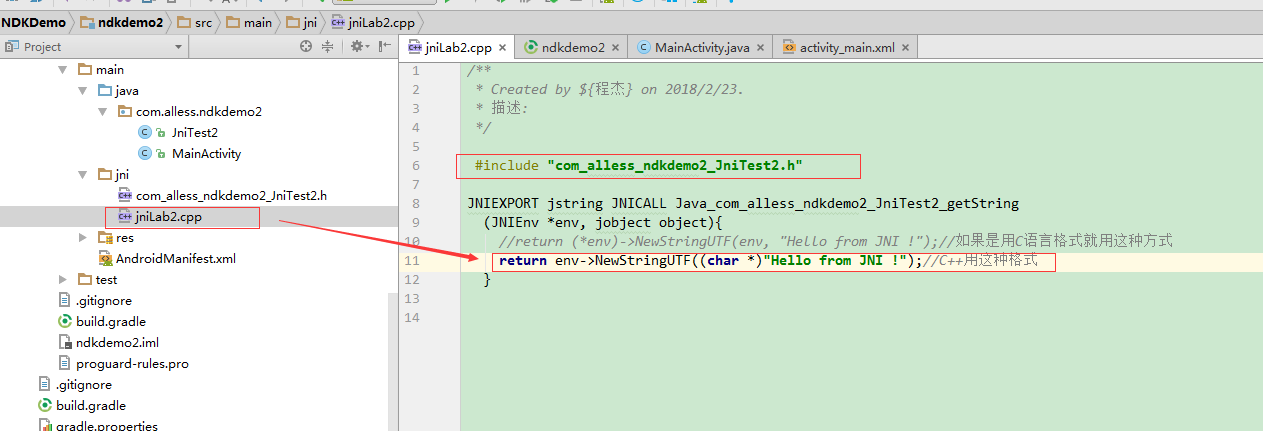 NDKDemo ndkdemo2 src main jni jniLab2.cpp
Project
jniLab2.cpp ndkdemo2 MainActivity.java activity_main.xml
main
java
com.alless.ndkdemo2
JniTest2
MainActivity
jni
com_alless_ndkdemo2_JniTest2.h
jniLab2.cpp
res
AndroidManifest.xml
test
.gitignore
build.gradle
ndkdemo2.iml
proguard-rules.pro
.gitignore
build.gradle
gradle.properties
1 /**
2 * Created by ${程杰} on 2018/2/23.
3 * 描述:
4 */
5
6 #include "com_alless_ndkdemo2_JniTest2.h"
7
8 JNIEXPORT jstring JNICALL Java_com_alless_ndkdemo2_JniTest2_getString
9 (JNIEnv *env, jobject object){
10 //return (*env)->NewStringUTF(env, "Hello from JNI !");//如果是用C语言格式就用这种方式
11 return env->NewStringUTF((char *)"Hello from JNI !");//C++用这种格式
12 }
13
14